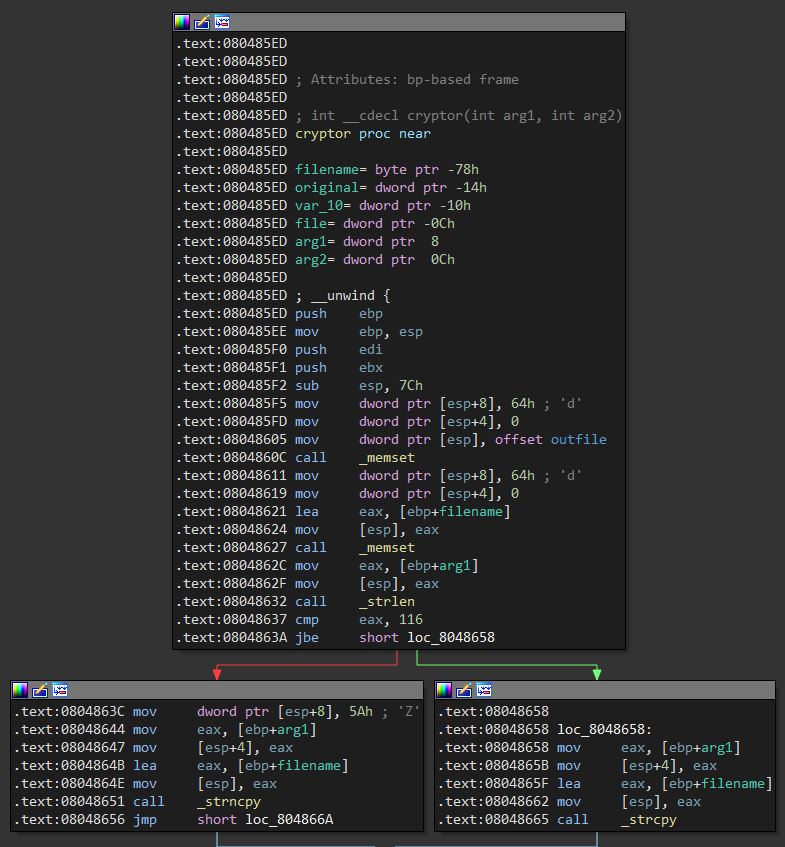 .text:080485ED
.text:080485ED
.text:080485ED ; Attributes: bp-based frame
.text:080485ED
.text:080485ED ; int __cdecl cryptor(int arg1, int arg2)
.text:080485ED cryptor proc near
.text:080485ED
.text:080485ED filename= byte ptr -78h
.text:080485ED original= dword ptr -14h
.text:080485ED var_10= dword ptr -10h
.text:080485ED file= dword ptr -0Ch
.text:080485ED arg1= dword ptr  8
.text:080485ED arg2= dword ptr  0Ch
.text:080485ED
.text:080485ED ; __unwind {
.text:080485ED push    ebp
.text:080485EE mov     ebp, esp
.text:080485F0 push    edi
.text:080485F1 push    ebx
.text:080485F2 sub     esp, 7Ch
.text:080485F5 mov     dword ptr [esp+8], 64h ; 'd'
.text:080485FD mov     dword ptr [esp+4], 0
.text:08048605 mov     dword ptr [esp], offset outfile
.text:0804860C call    _memset
.text:08048611 mov     dword ptr [esp+8], 64h ; 'd'
.text:08048619 mov     dword ptr [esp+4], 0
.text:08048621 lea     eax, [ebp+filename]
.text:08048624 mov     [esp], eax
.text:08048627 call    _memset
.text:0804862C mov     eax, [ebp+arg1]
.text:0804862F mov     [esp], eax
.text:08048632 call    _strlen
.text:08048637 cmp     eax, 116
.text:0804863A jbe     short loc_8048658
.text:0804863C mov     dword ptr [esp+8], 5Ah ; 'Z'
.text:08048644 mov     eax, [ebp+arg1]
.text:08048647 mov     [esp+4], eax
.text:0804864B lea     eax, [ebp+filename]
.text:0804864E mov     [esp], eax
.text:08048651 call    _strncpy
.text:08048656 jmp     short loc_804866A
.text:08048658
.text:08048658 loc_8048658:
.text:08048658 mov     eax, [ebp+arg1]
.text:0804865B mov     [esp+4], eax
.text:0804865F lea     eax, [ebp+filename]
.text:08048662 mov     [esp], eax
.text:08048665 call    _strcpy